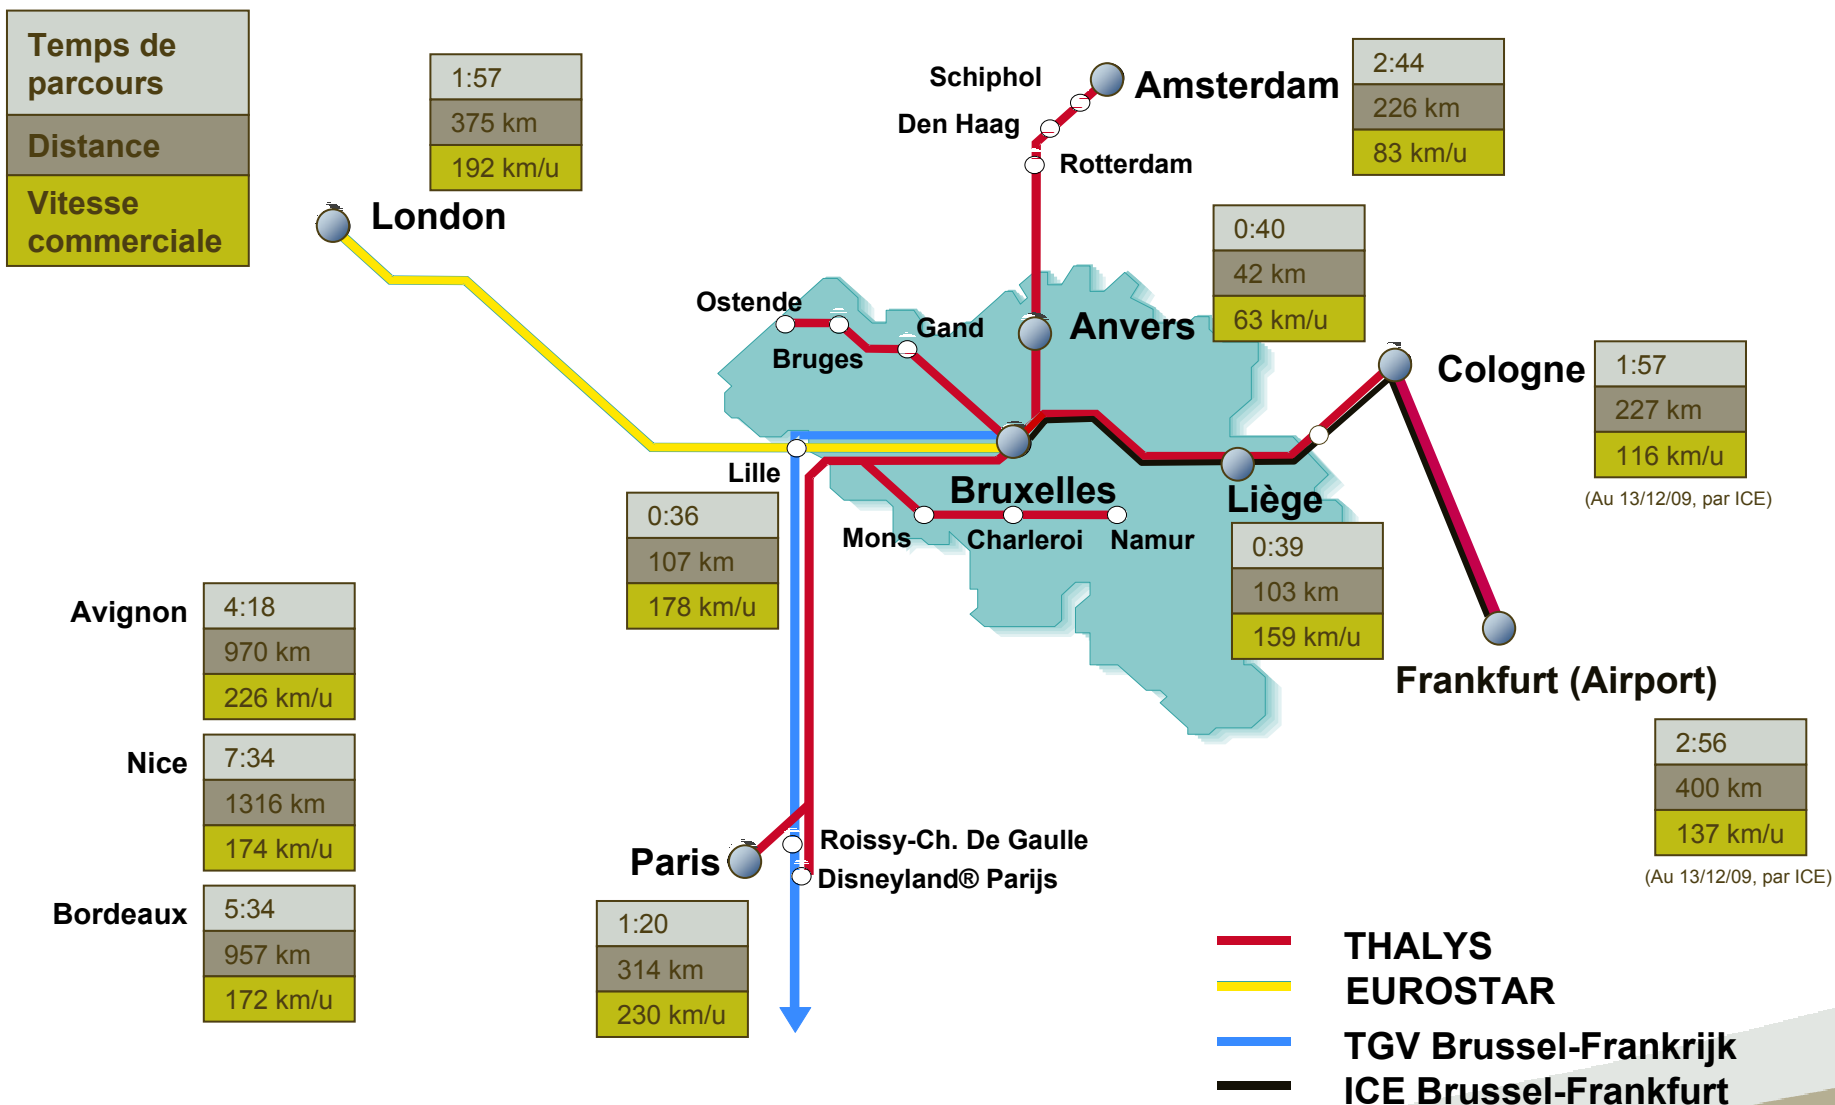 Temps de
parcours
Distance
Vitesse
commerciale
1:57
375 km
192 km/u
London
Schiphol
Amsterdam
Den Haag
Rotterdam
2:44
226 km
83 km/u
0:40
42 km
63 km/u
Ostende
Bruges
Gand
Anvers
Cologne
1:57
227 km
116 km/u
(Au 13/12/09, par ICE)
Lille
Bruxelles
Liège
0:36
107 km
178 km/u
Mons
Charleroi
Namur
0:39
103 km
159 km/u
Frankfurt (Airport)
2:56
400 km
137 km/u
(Au 13/12/09, par ICE)
Avignon
4:18
970 km
226 km/u
Nice
7:34
1316 km
174 km/u
Bordeaux
5:34
957 km
172 km/u
Paris
Roissy-Ch. De Gaulle
Disneyland® Parijs
1:20
314 km
230 km/u
THALYS
EUROSTAR
TGV Brussel-Frankrijk
ICE Brussel-Frankfurt